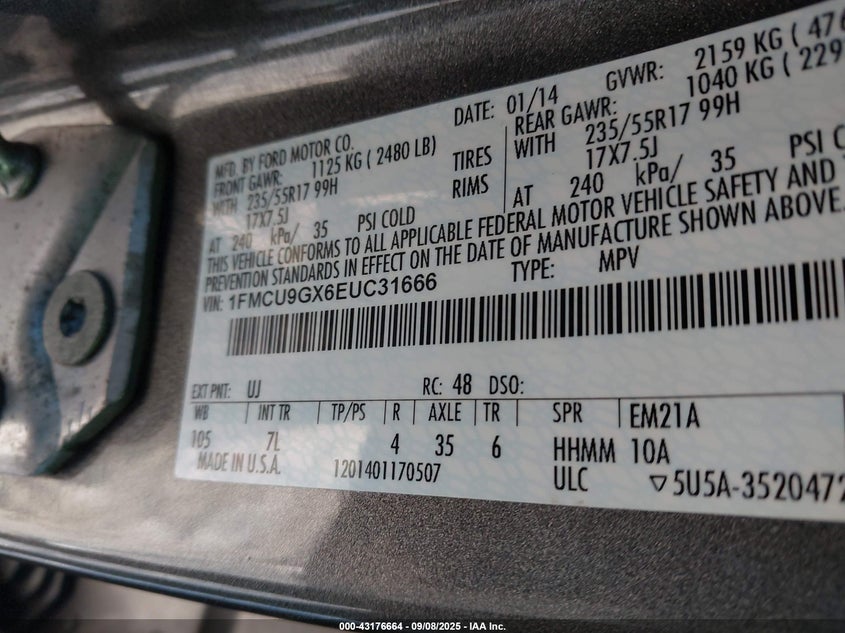 MFD. BY FORD MOTOR CO.
DATE: 01/14
GVWR: 2159 KG ( 476
FRONT GAWR: 1125 KG ( 2480 LB)
REAR GAWR: 1040 KG ( 229
WITH 235/55R17 99H TIRES
WITH 235/55R17 99H
17X7.5J RIMS
17X7.5J
AT 240 kPa/ 35 PSI COLD
AT 240 kPa/ 35 PSI C
THIS VEHICLE CONFORMS TO ALL APPLICABLE FEDERAL MOTOR VEHICLE SAFETY AND
PREVENTION STANDARDS IN EFFECT ON THE DATE OF MANUFACTURE SHOWN ABOVE.
VIN: 1FMCU9GX6EUC31666
TYPE: MPV
EXT PNT: UJ RC: 48 DSO:
WB INT TR TP/PS R AXLE TR SPR EM21A
105 7L 4 35 6 HHMM 10A
MADE IN U.S.A. 1201401170507 ULC
▽5U5A-3520472
000-43176664 - 09/08/2025 - IAA Inc.